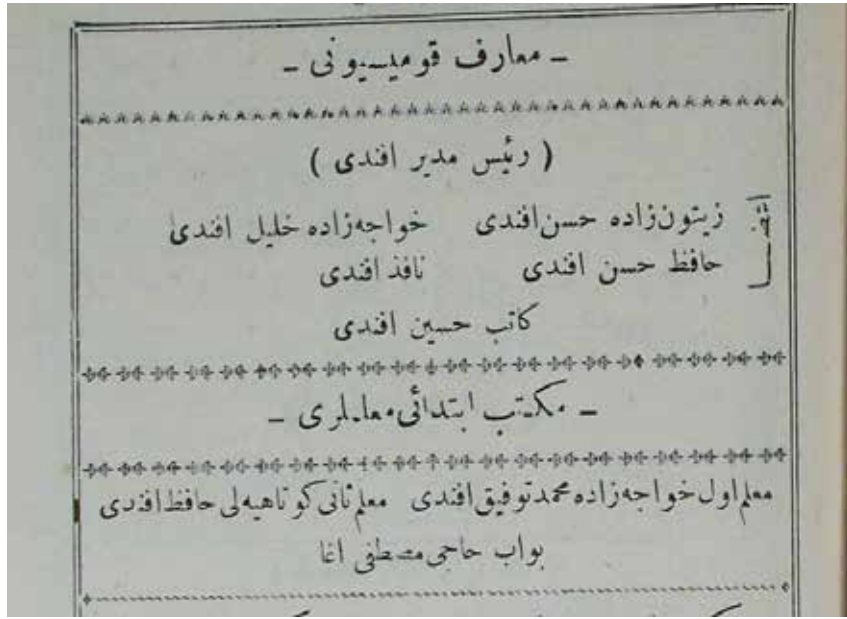 ـ معارف قومیسیونی ـ
( رئیس مدیر افندی )
زیتون‌زاده حسن افندی خواجه‌زاده خلیل افندی
حافظ حسن افندی نافذ افندی
کاتب حسین افندی
ـ مکتب ابتدائی معلملری ـ
معلم اول خواجه‌زاده محمد توفیق افندی معلم ثانی کوتاهیه‌لی حافظ افندی
بواب حاجی مصطفی اغا